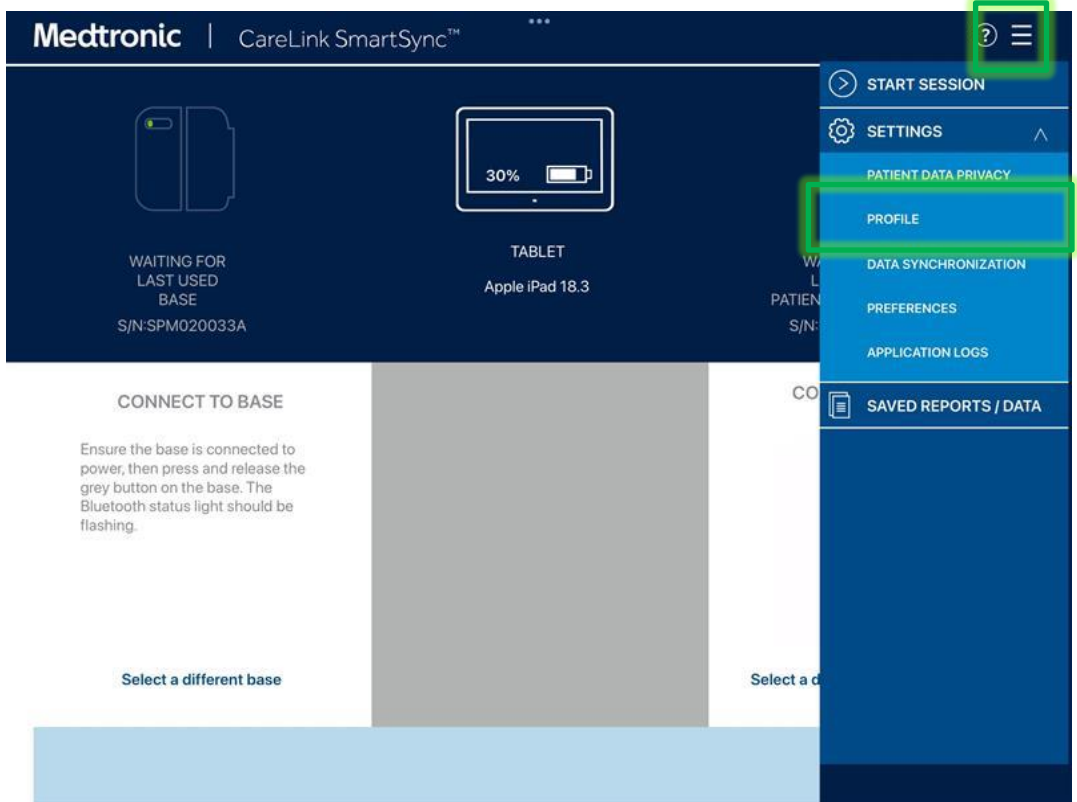 Medtronic | CareLink SmartSync™
?
START SESSION
SETTINGS
PATIENT DATA PRIVACY
PROFILE
DATA SYNCHRONIZATION
PREFERENCES
APPLICATION LOGS
SAVED REPORTS / DATA
WAITING FOR
LAST USED
BASE
S/N:SPM020033A
30%
TABLET
Apple iPad 18.3
PATIEN
S/N:
CONNECT TO BASE
Ensure the base is connected to
power, then press and release the
grey button on the base. The
Bluetooth status light should be
flashing.
Select a different base
CO
Select a d